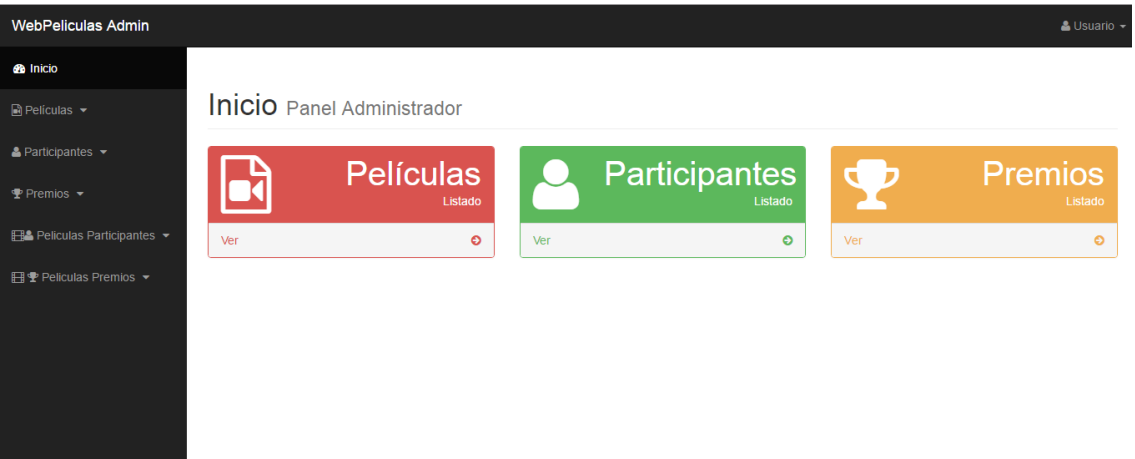 WebPeliculas Admin
Usuario
Inicio
Películas
Participantes
Premios
Peliculas Participantes
Peliculas Premios
Inicio Panel Administrador
Películas
Listado
Ver
Participantes
Listado
Ver
Premios
Listado
Ver